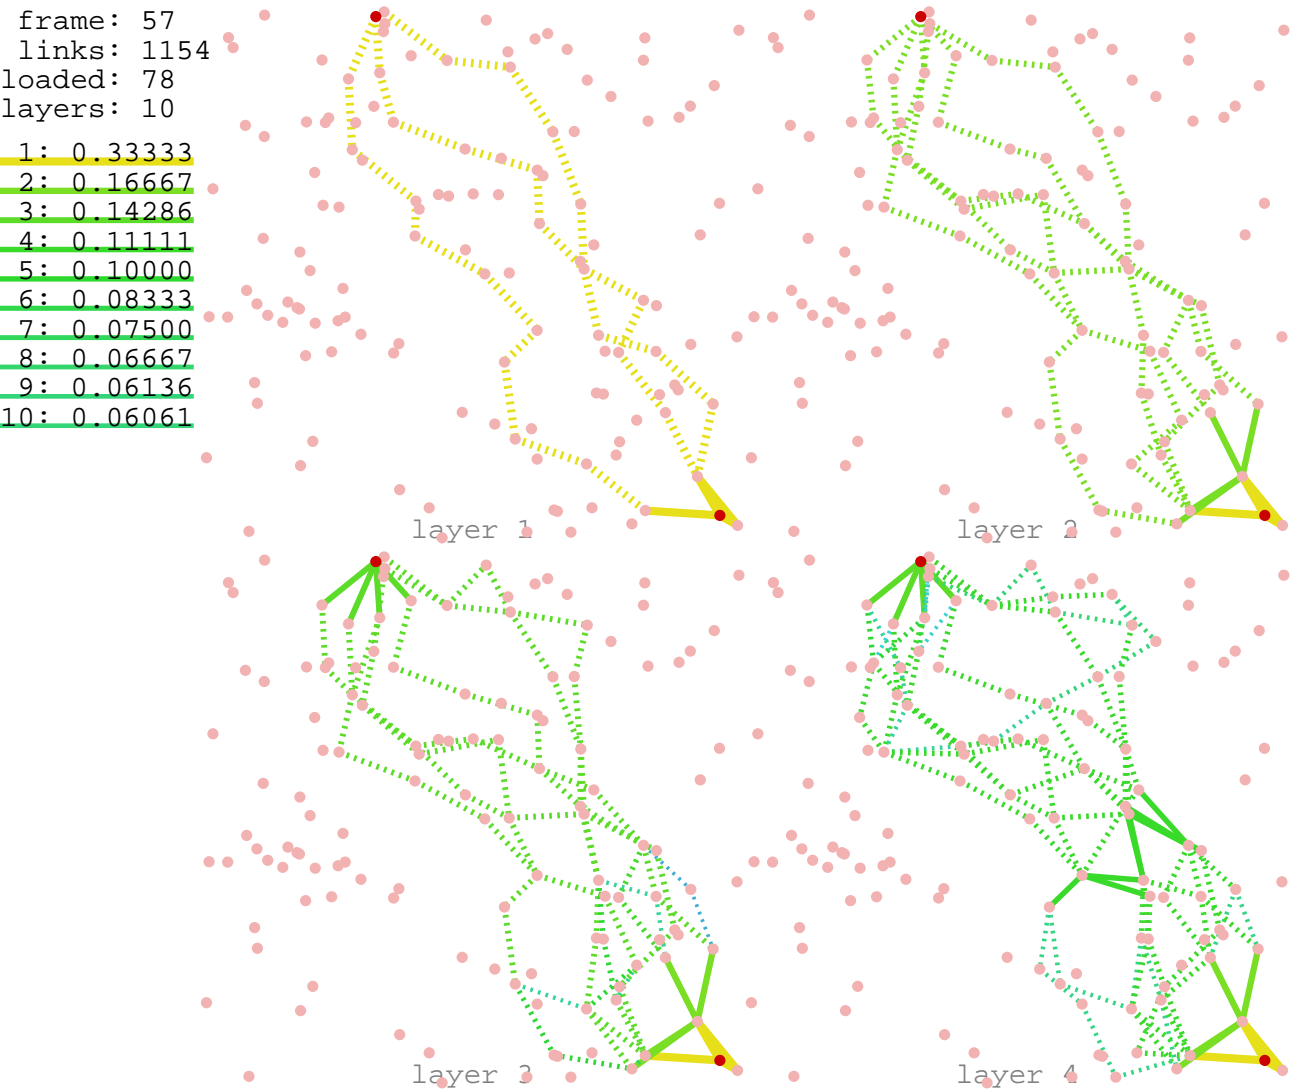 frame: 57
links: 1154
loaded: 78
layers: 10
1: 0.33333
2: 0.16667
3: 0.14286
4: 0.11111
5: 0.10000
6: 0.08333
7: 0.07500
8: 0.06667
9: 0.06136
10: 0.06061
layer 1
layer 2
layer 3
layer 4